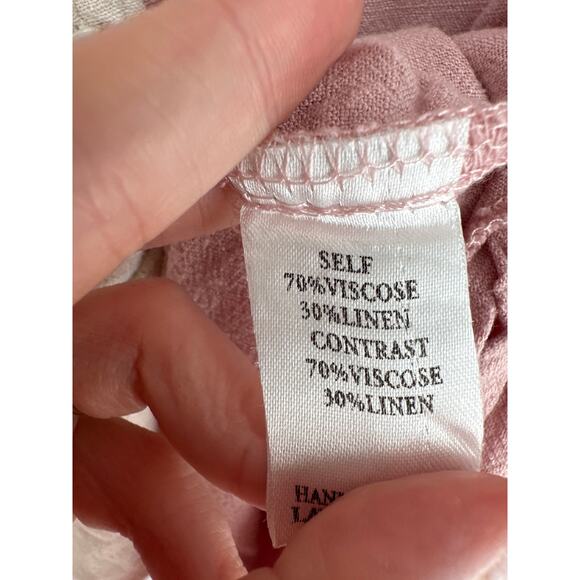 SELF
70%VISCOSE
30%LINEN
CONTRAST
70%VISCOSE
30%LINEN